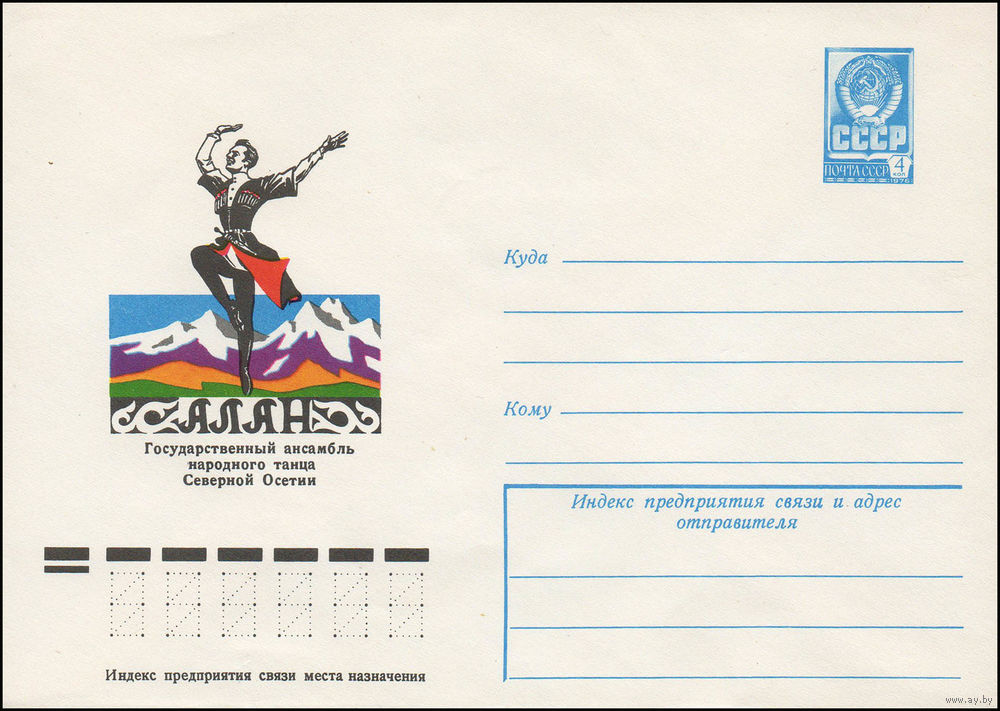 СССР
ПОЧТА СССР
4
КОП
1976
Куда
Кому
АЛАН
Государственный ансамбль
народного танца
Северной Осетии
Индекс предприятия связи и адрес
отправителя
Индекс предприятия связи места назначения
www.ay.by